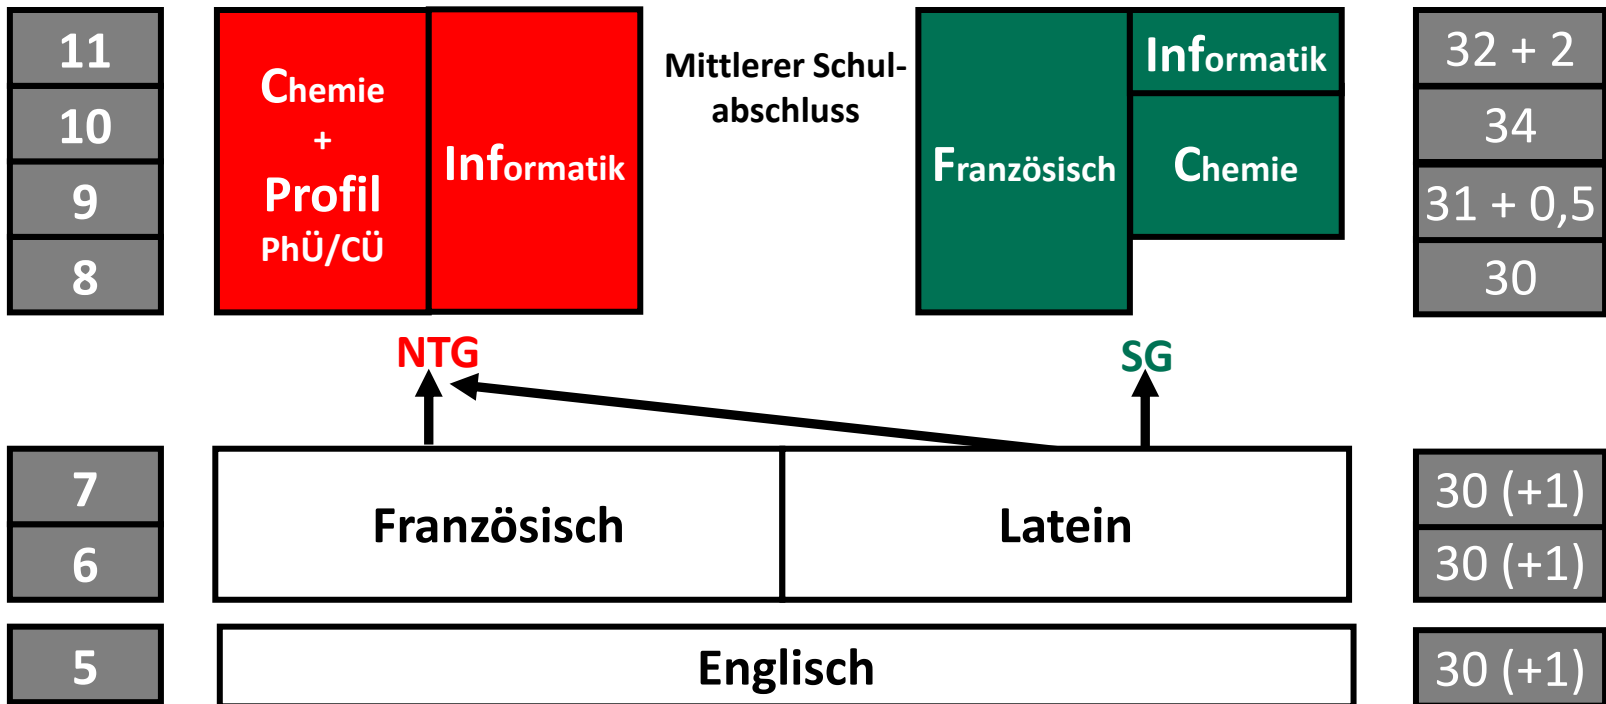 11
10
9
8
Chemie
+
Profil
PhÜ/CÜ
Informatik
Mittlerer Schul-
abschluss
Französisch
Informatik
Chemie
32 + 2
34
31 + 0,5
30
NTG
SG
7
6
Französisch
Latein
30 (+1)
30 (+1)
5
Englisch
30 (+1)